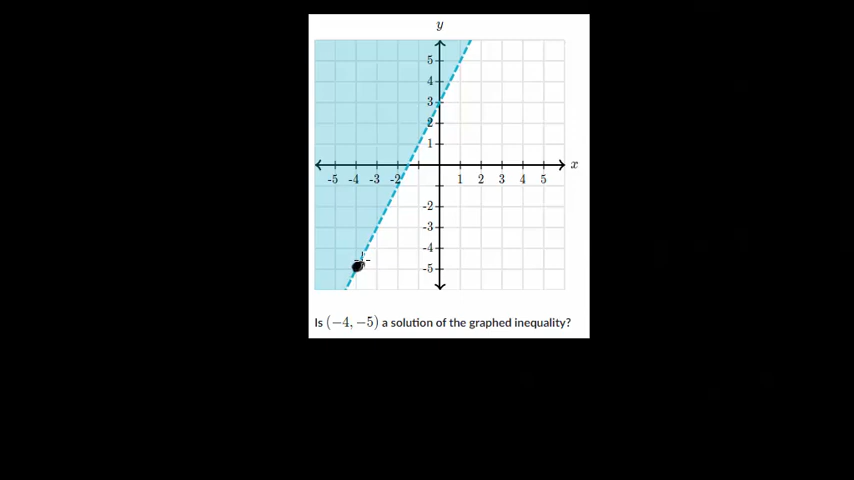 y
5
4
3
2
1
x
-5 -4 -3 -2 1 2 3 4 5
-2
-3
-4
-5
Is (−4, −5) a solution of the graphed inequality?